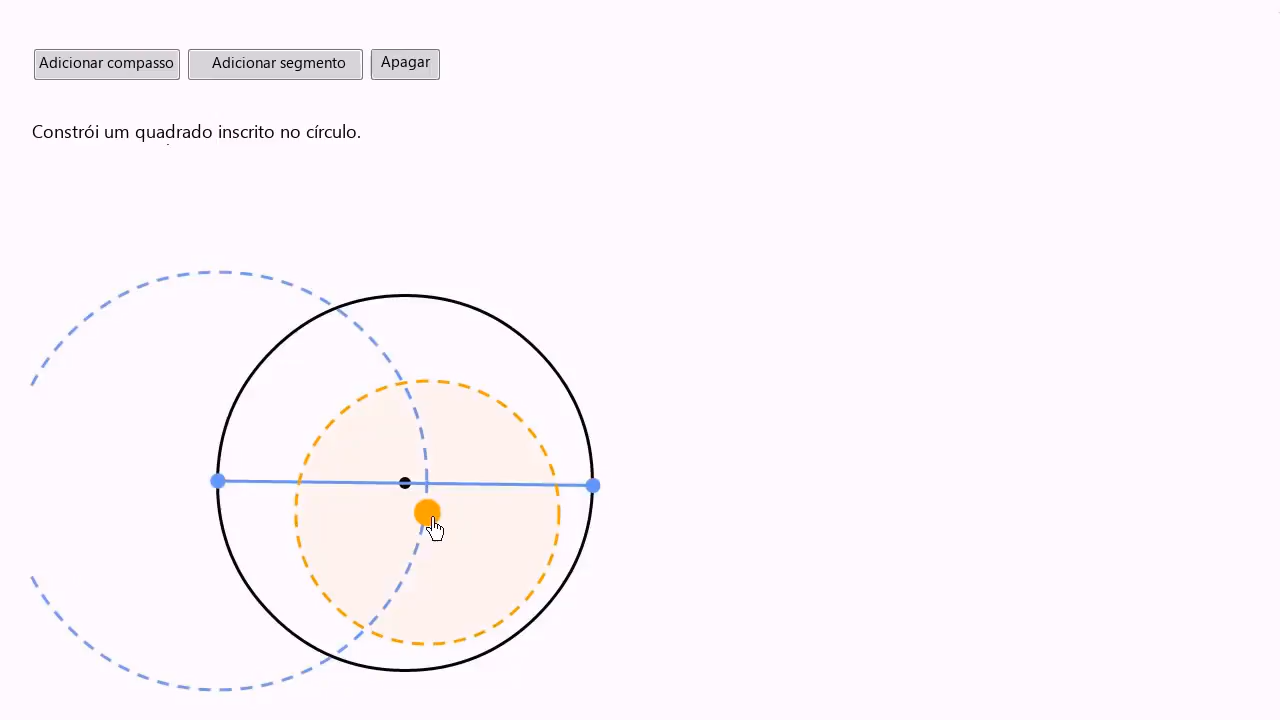 Adicionar compasso Adicionar segmento Apagar
Constrói um quadrado inscrito no círculo.